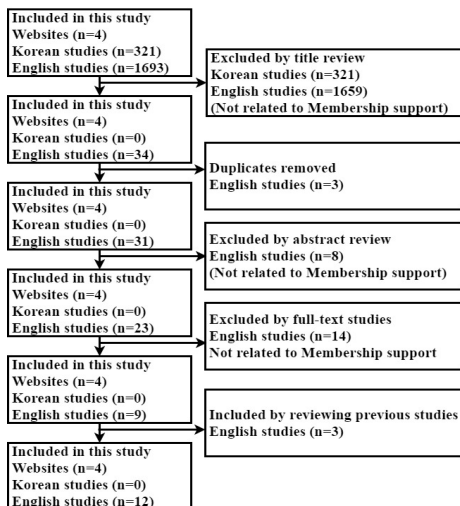 Included in this study
Websites (n=4)
Korean studies (n=321)
English studies (n=1693)
Excluded by title review
Korean studies (n=321)
English studies (n=1659)
(Not related to Membership support)
Included in this study
Websites (n=4)
Korean studies (n=0)
English studies (n=34)
Duplicates removed
English studies (n=3)
Included in this study
Websites (n=4)
Korean studies (n=0)
English studies (n=31)
Excluded by abstract review
English studies (n=8)
(Not related to Membership support)
Included in this study
Websites (n=4)
Korean studies (n=0)
English studies (n=23)
Excluded by full-text studies
English studies (n=14)
Not related to Membership support
Included in this study
Websites (n=4)
Korean studies (n=0)
English studies (n=9)
Included by reviewing previous studies
English studies (n=3)
Included in this study
Websites (n=4)
Korean studies (n=0)
English studies (n=12)